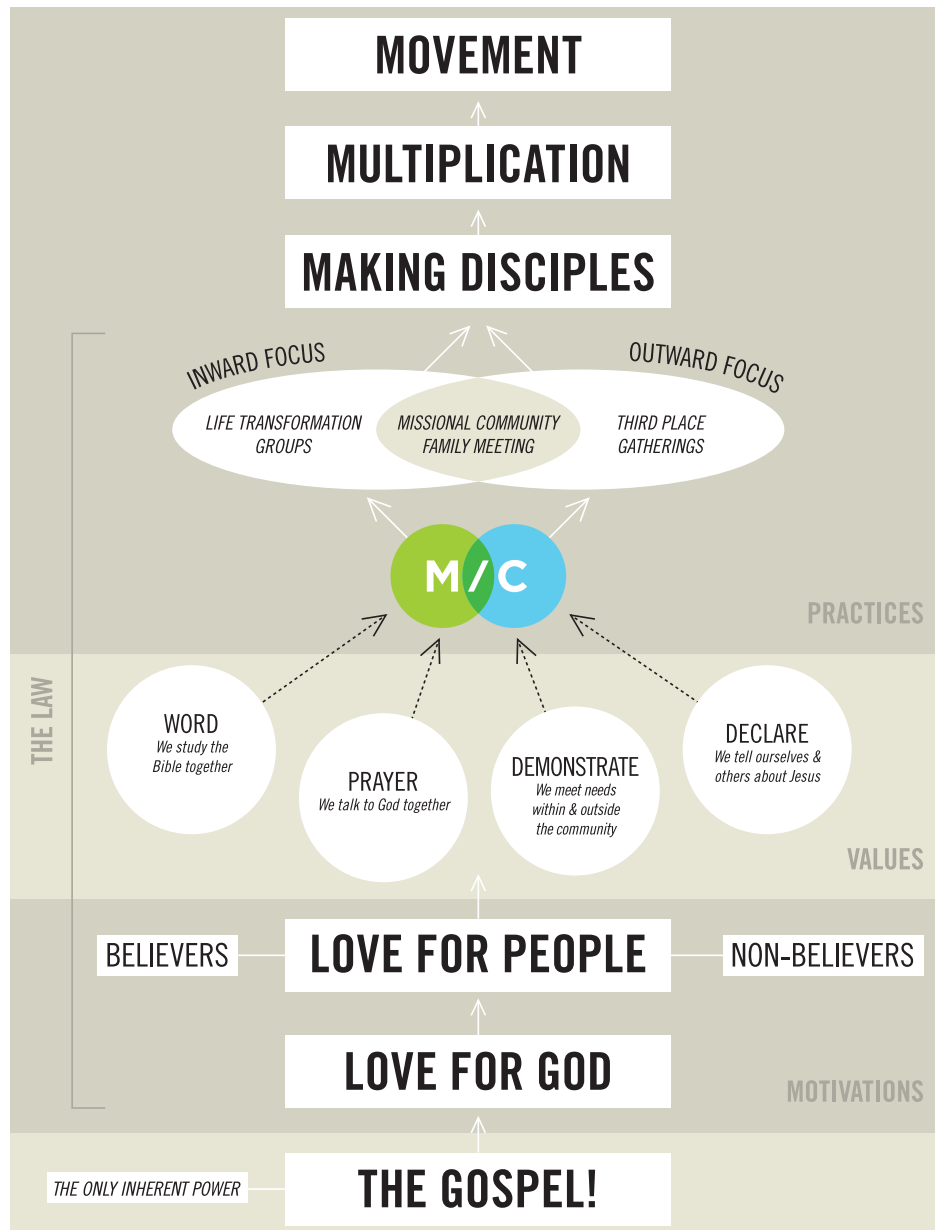 MOVEMENT
MULTIPLICATION
MAKING DISCIPLES
INWARD FOCUS
OUTWARD FOCUS
LIFE TRANSFORMATION
GROUPS
MISSIONAL COMMUNITY
FAMILY MEETING
THIRD PLACE
GATHERINGS
M/C
PRACTICES
THE LAW
WORD
We study the
Bible together
PRAYER
We talk to God together
DEMONSTRATE
We meet needs
within & outside
the community
DECLARE
We tell ourselves &
others about Jesus
VALUES
BELIEVERS
LOVE FOR PEOPLE
NON-BELIEVERS
LOVE FOR GOD
MOTIVATIONS
THE ONLY INHERENT POWER
THE GOSPEL!